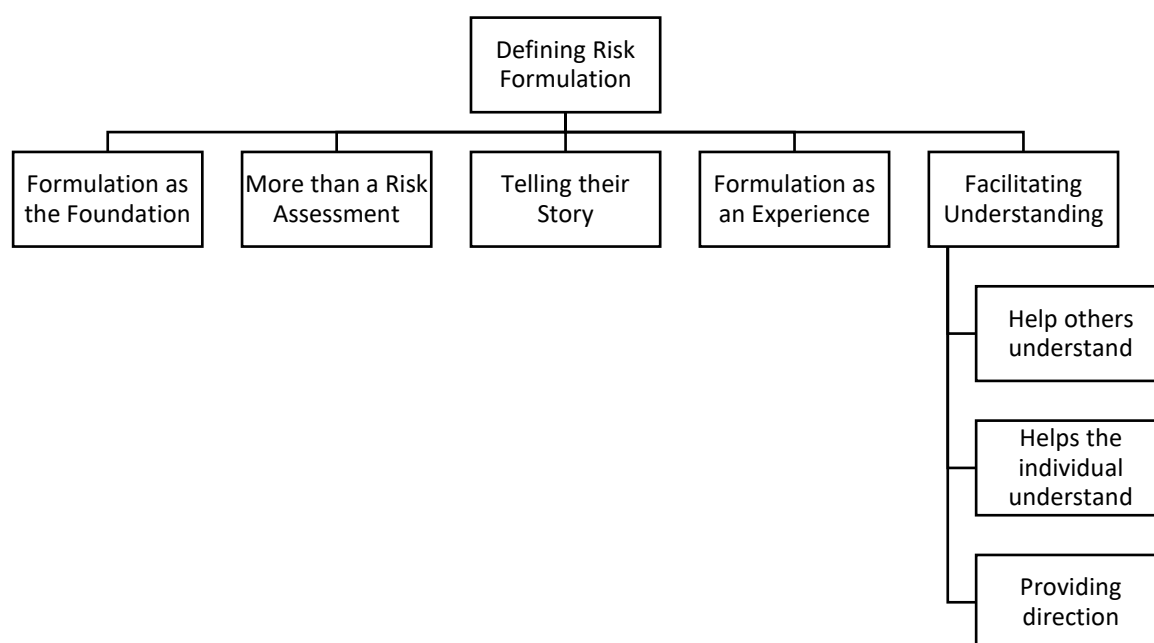 Defining Risk
Formulation
Formulation as
the Foundation
More than a Risk
Assessment
Telling their
Story
Formulation as
an Experience
Facilitating
Understanding
Help others
understand
Helps the
individual
understand
Providing
direction